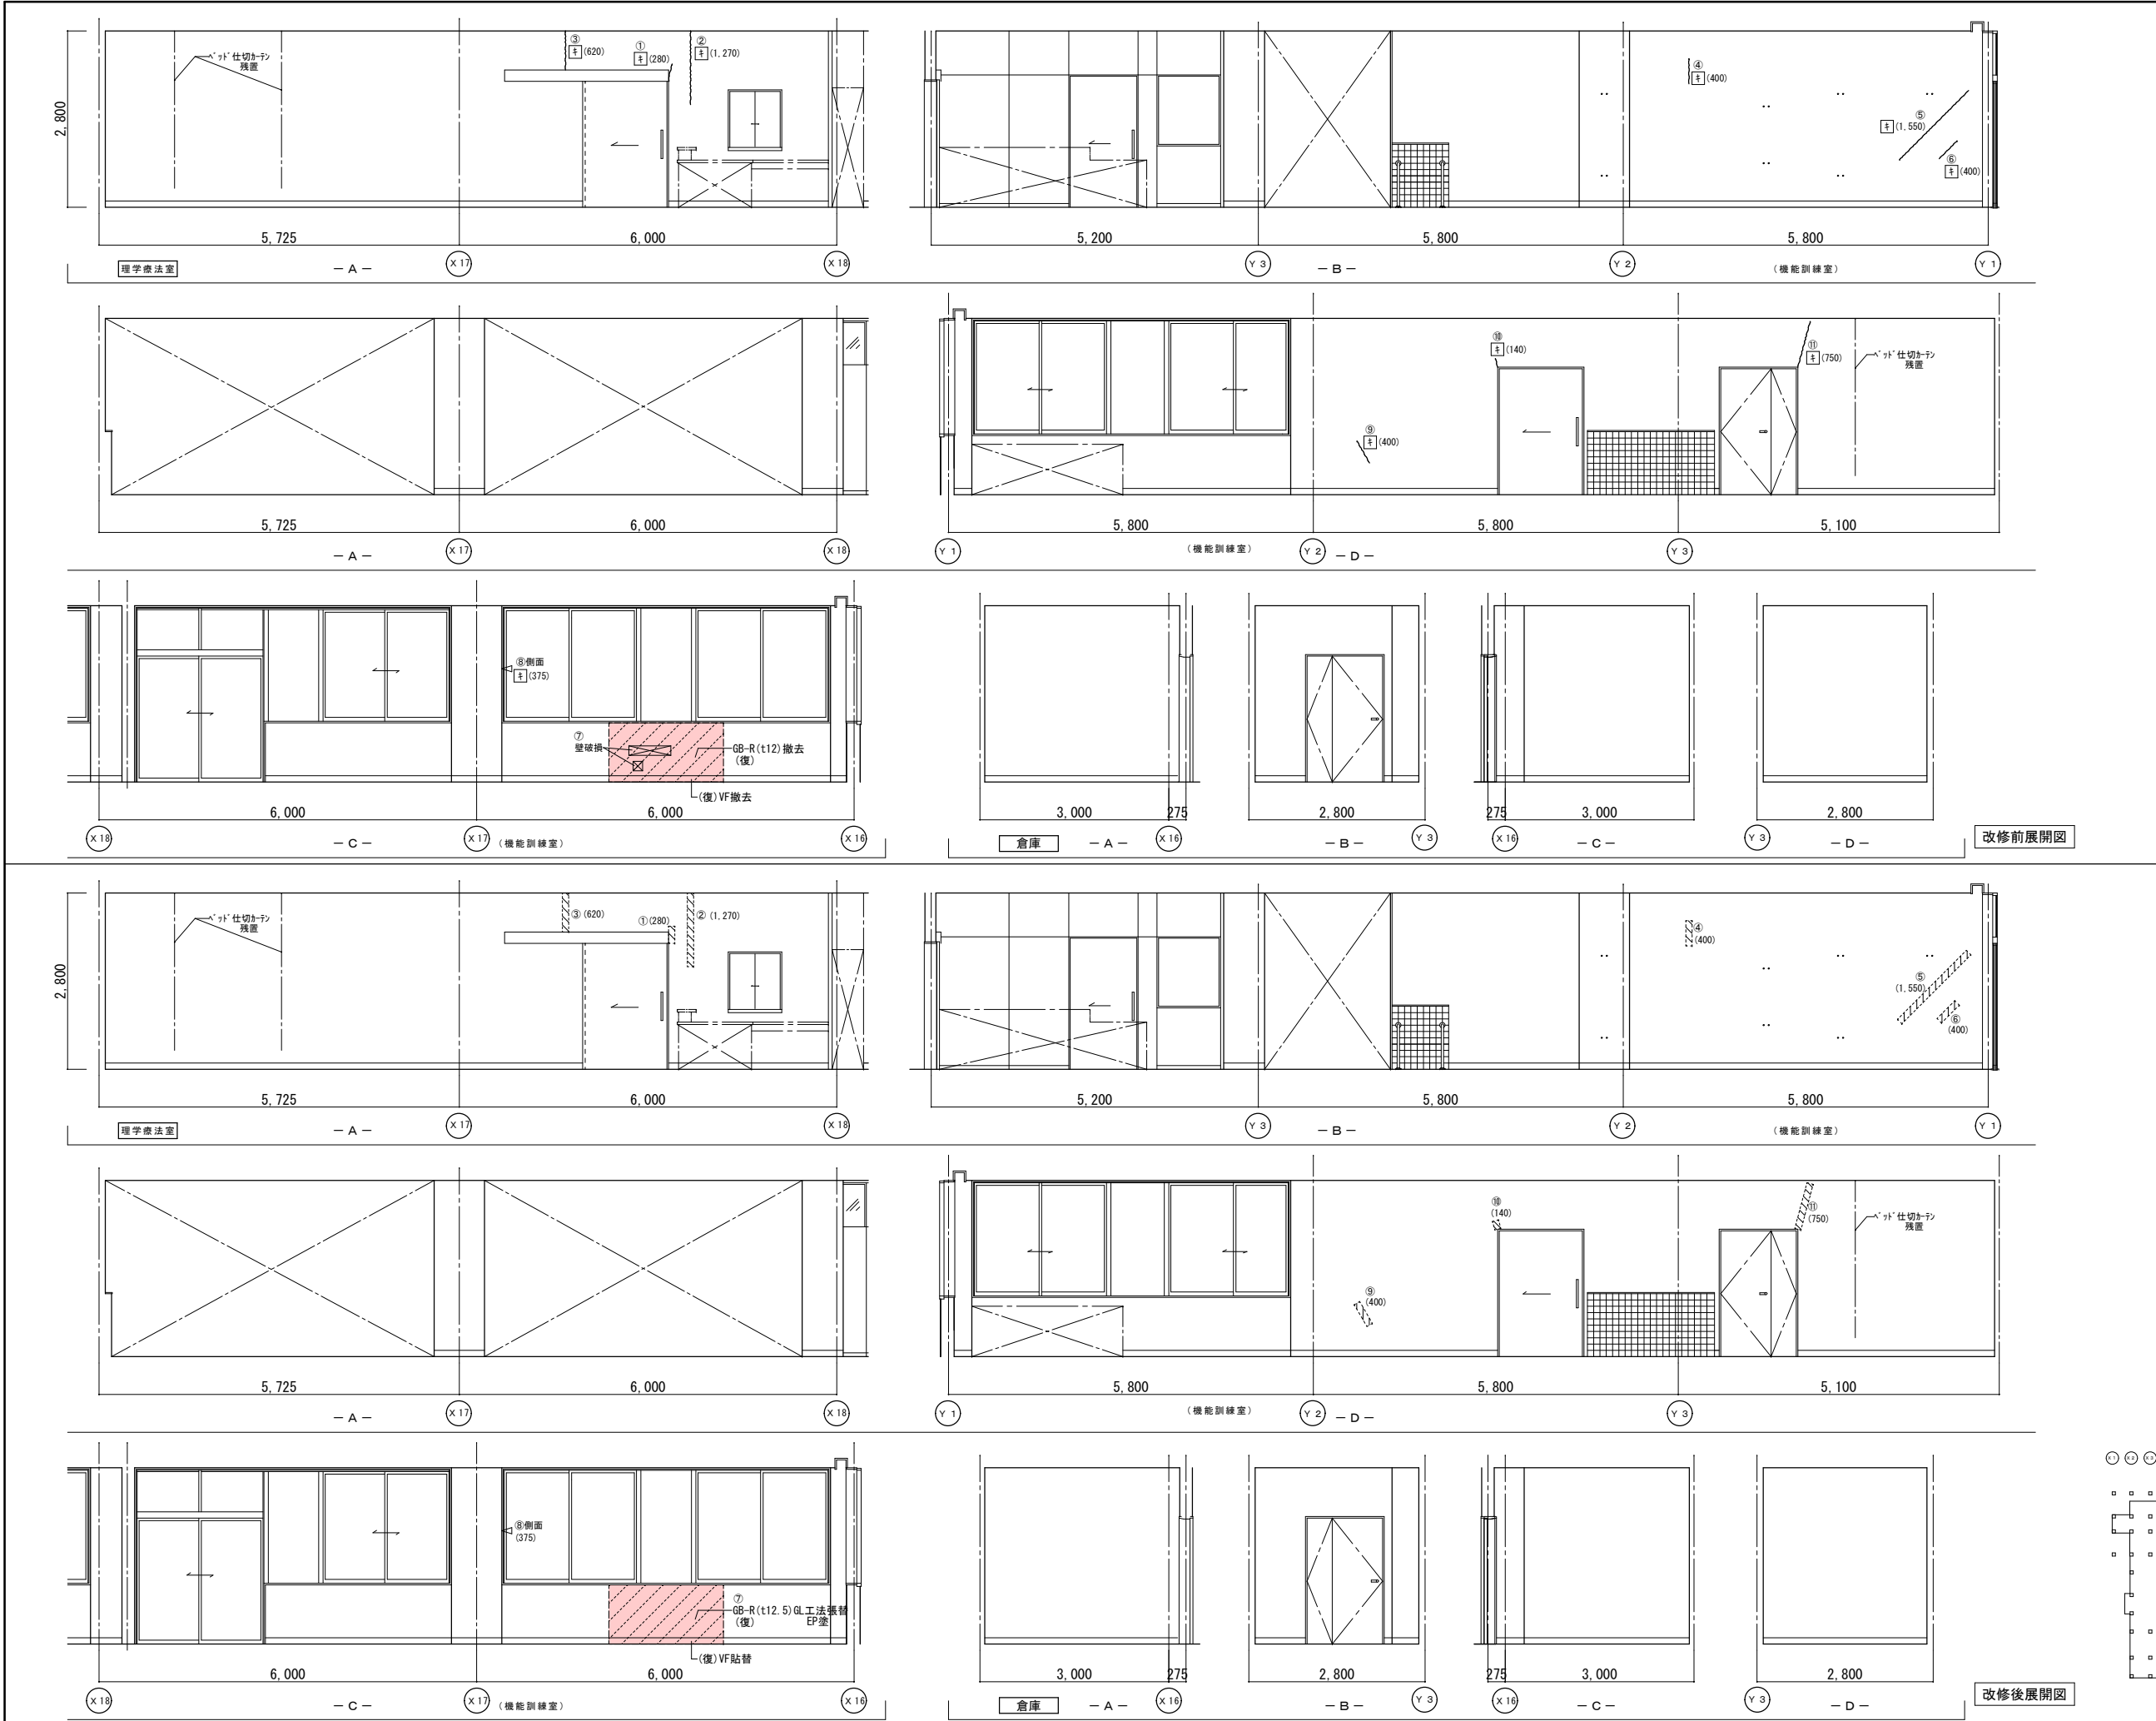 ベッド仕切カーテン
残置
③
キ (620)
①
キ (280)
②
キ (1,270)
2,800
5,725
6,000
理学療法室
－A－
X17
X18
④
キ (400)
⑤
キ (1,550)
⑥
キ (400)
5,200
5,800
5,800
Y3
－B－
Y2
(機能訓練室)
Y1
5,725
6,000
－A－
X17
X18
⑨
キ (400)
⑩
キ (140)
⑪
キ (750)
ベッド仕切カーテン
残置
5,800
5,800
5,100
Y1
(機能訓練室)
Y2
－D－
Y3
⑧側面
キ (375)
⑦
壁破損
GB-R(t12)撤去
(復)
(復)VF撤去
6,000
6,000
X18
－C－
X17
(機能訓練室)
X16
3,000
275
2,800
275
3,000
2,800
倉庫
－A－
X16
－B－
Y3
X16
－C－
Y3
－D－
改修前展開図
ベッド仕切カーテン
残置
③(620)
①(280)
②(1,270)
2,800
5,725
6,000
理学療法室
－A－
X17
X18
④
(400)
⑤
(1,550)
⑥
(400)
5,200
5,800
5,800
Y3
－B－
Y2
(機能訓練室)
Y1
5,725
6,000
－A－
X17
X18
⑨
(400)
⑩
(140)
⑪
(750)
ベッド仕切カーテン
残置
5,800
5,800
5,100
Y1
(機能訓練室)
Y2
－D－
Y3
⑧側面
(375)
⑦
GB-R(t12.5)GL工法張替
(復) EP塗
(復)VF貼替
6,000
6,000
X18
－C－
X17
(機能訓練室)
X16
3,000
275
2,800
275
3,000
2,800
倉庫
－A－
X16
－B－
Y3
X16
－C－
Y3
－D－
改修後展開図